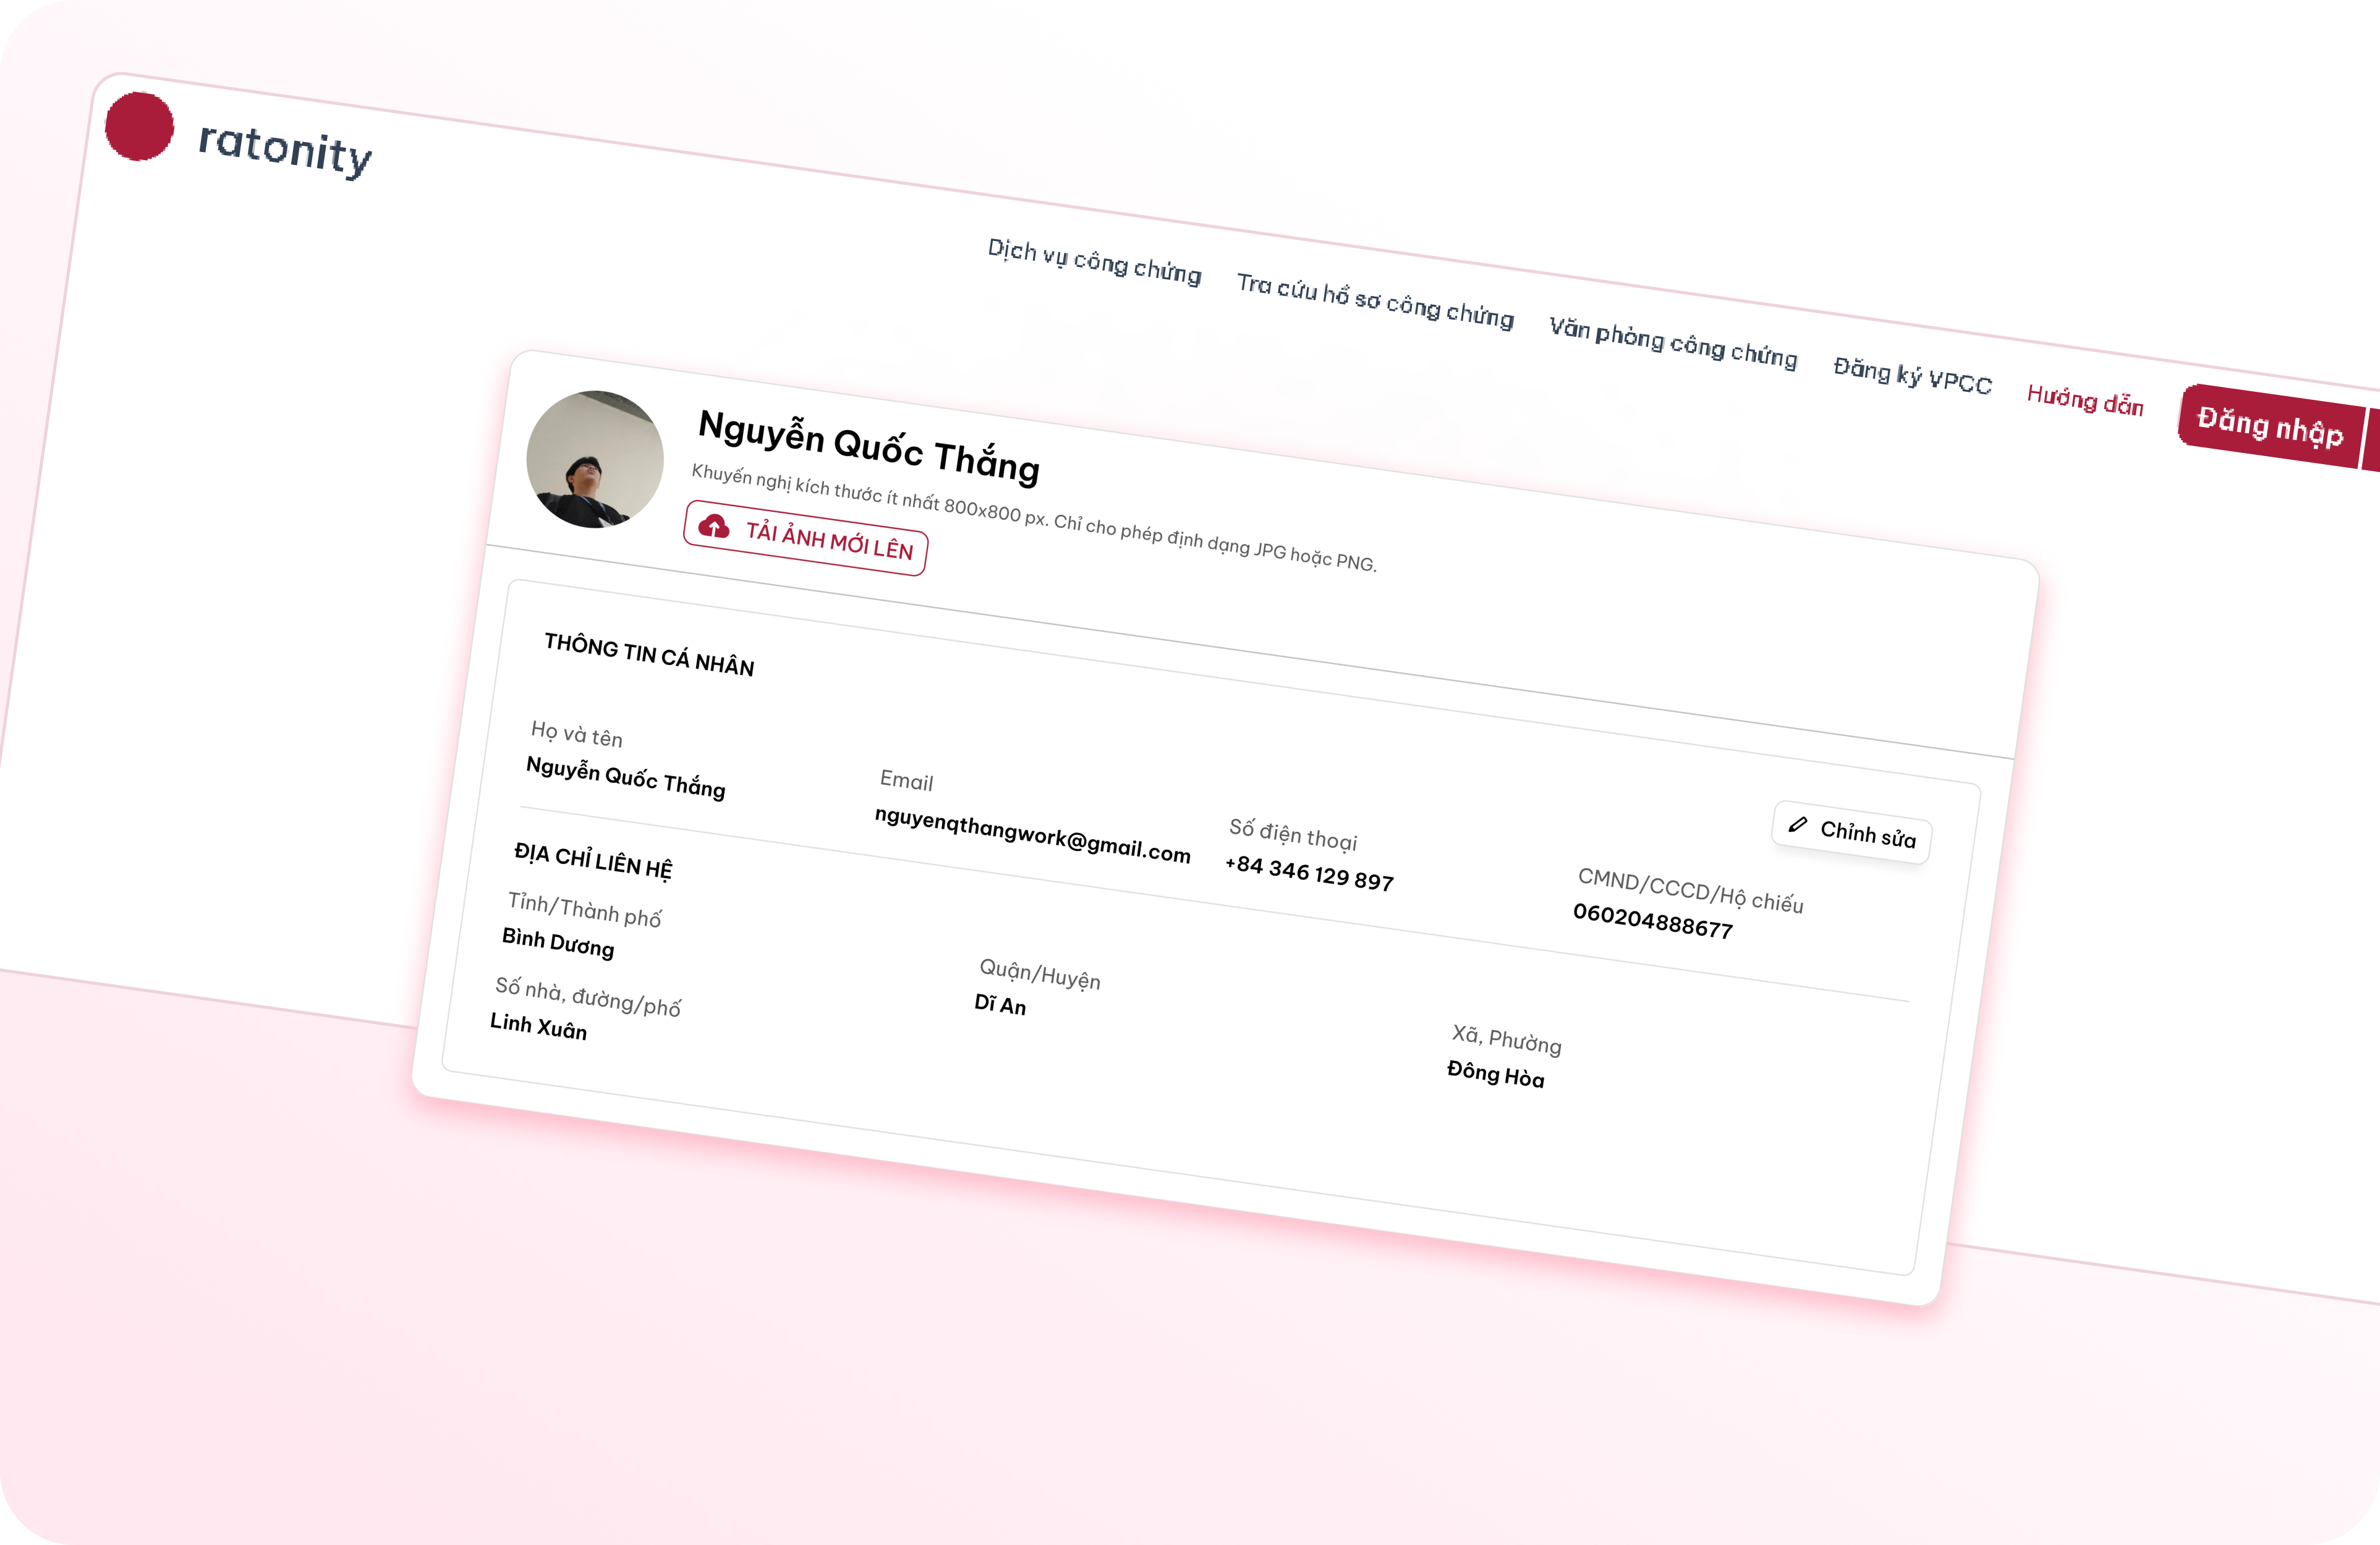 ratonity
Dịch vụ công chứng
Tra cứu hồ sơ công chứng
Văn phòng công chứng
Đăng ký VPCC
Hướng dẫn
Đăng nhập
Nguyễn Quốc Thắng
Khuyến nghị kích thước ít nhất 800x800 px. Chỉ cho phép định dạng JPG hoặc PNG.
TẢI ẢNH MỚI LÊN
THÔNG TIN CÁ NHÂN
Chỉnh sửa
Họ và tên
Nguyễn Quốc Thắng
Email
nguyenqthangwork@gmail.com
Số điện thoại
+84 346 129 897
CMND/CCCD/Hộ chiếu
060204888677
ĐỊA CHỈ LIÊN HỆ
Tỉnh/Thành phố
Bình Dương
Quận/Huyện
Dĩ An
Xã, Phường
Đông Hòa
Số nhà, đường/phố
Linh Xuân